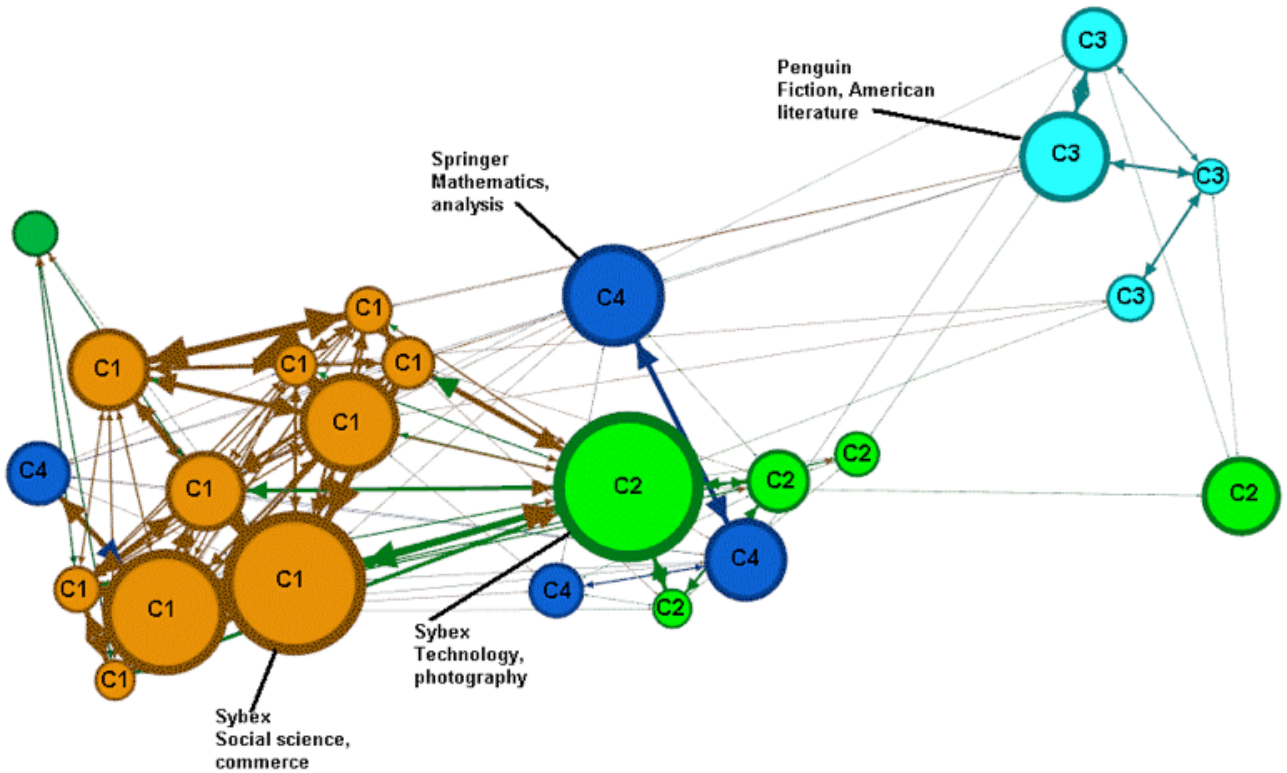 C3
Penguin
Fiction, American
literature
C3
Springer
Mathematics,
analysis
C3
C4
C3
C1
C1
C1
C1
C1
C2
C4
C1
C2
C2
C2
C4
C1
C1
C1
C4
C2
C1
Sybex
Technology,
photography
Sybex
Social science,
commerce